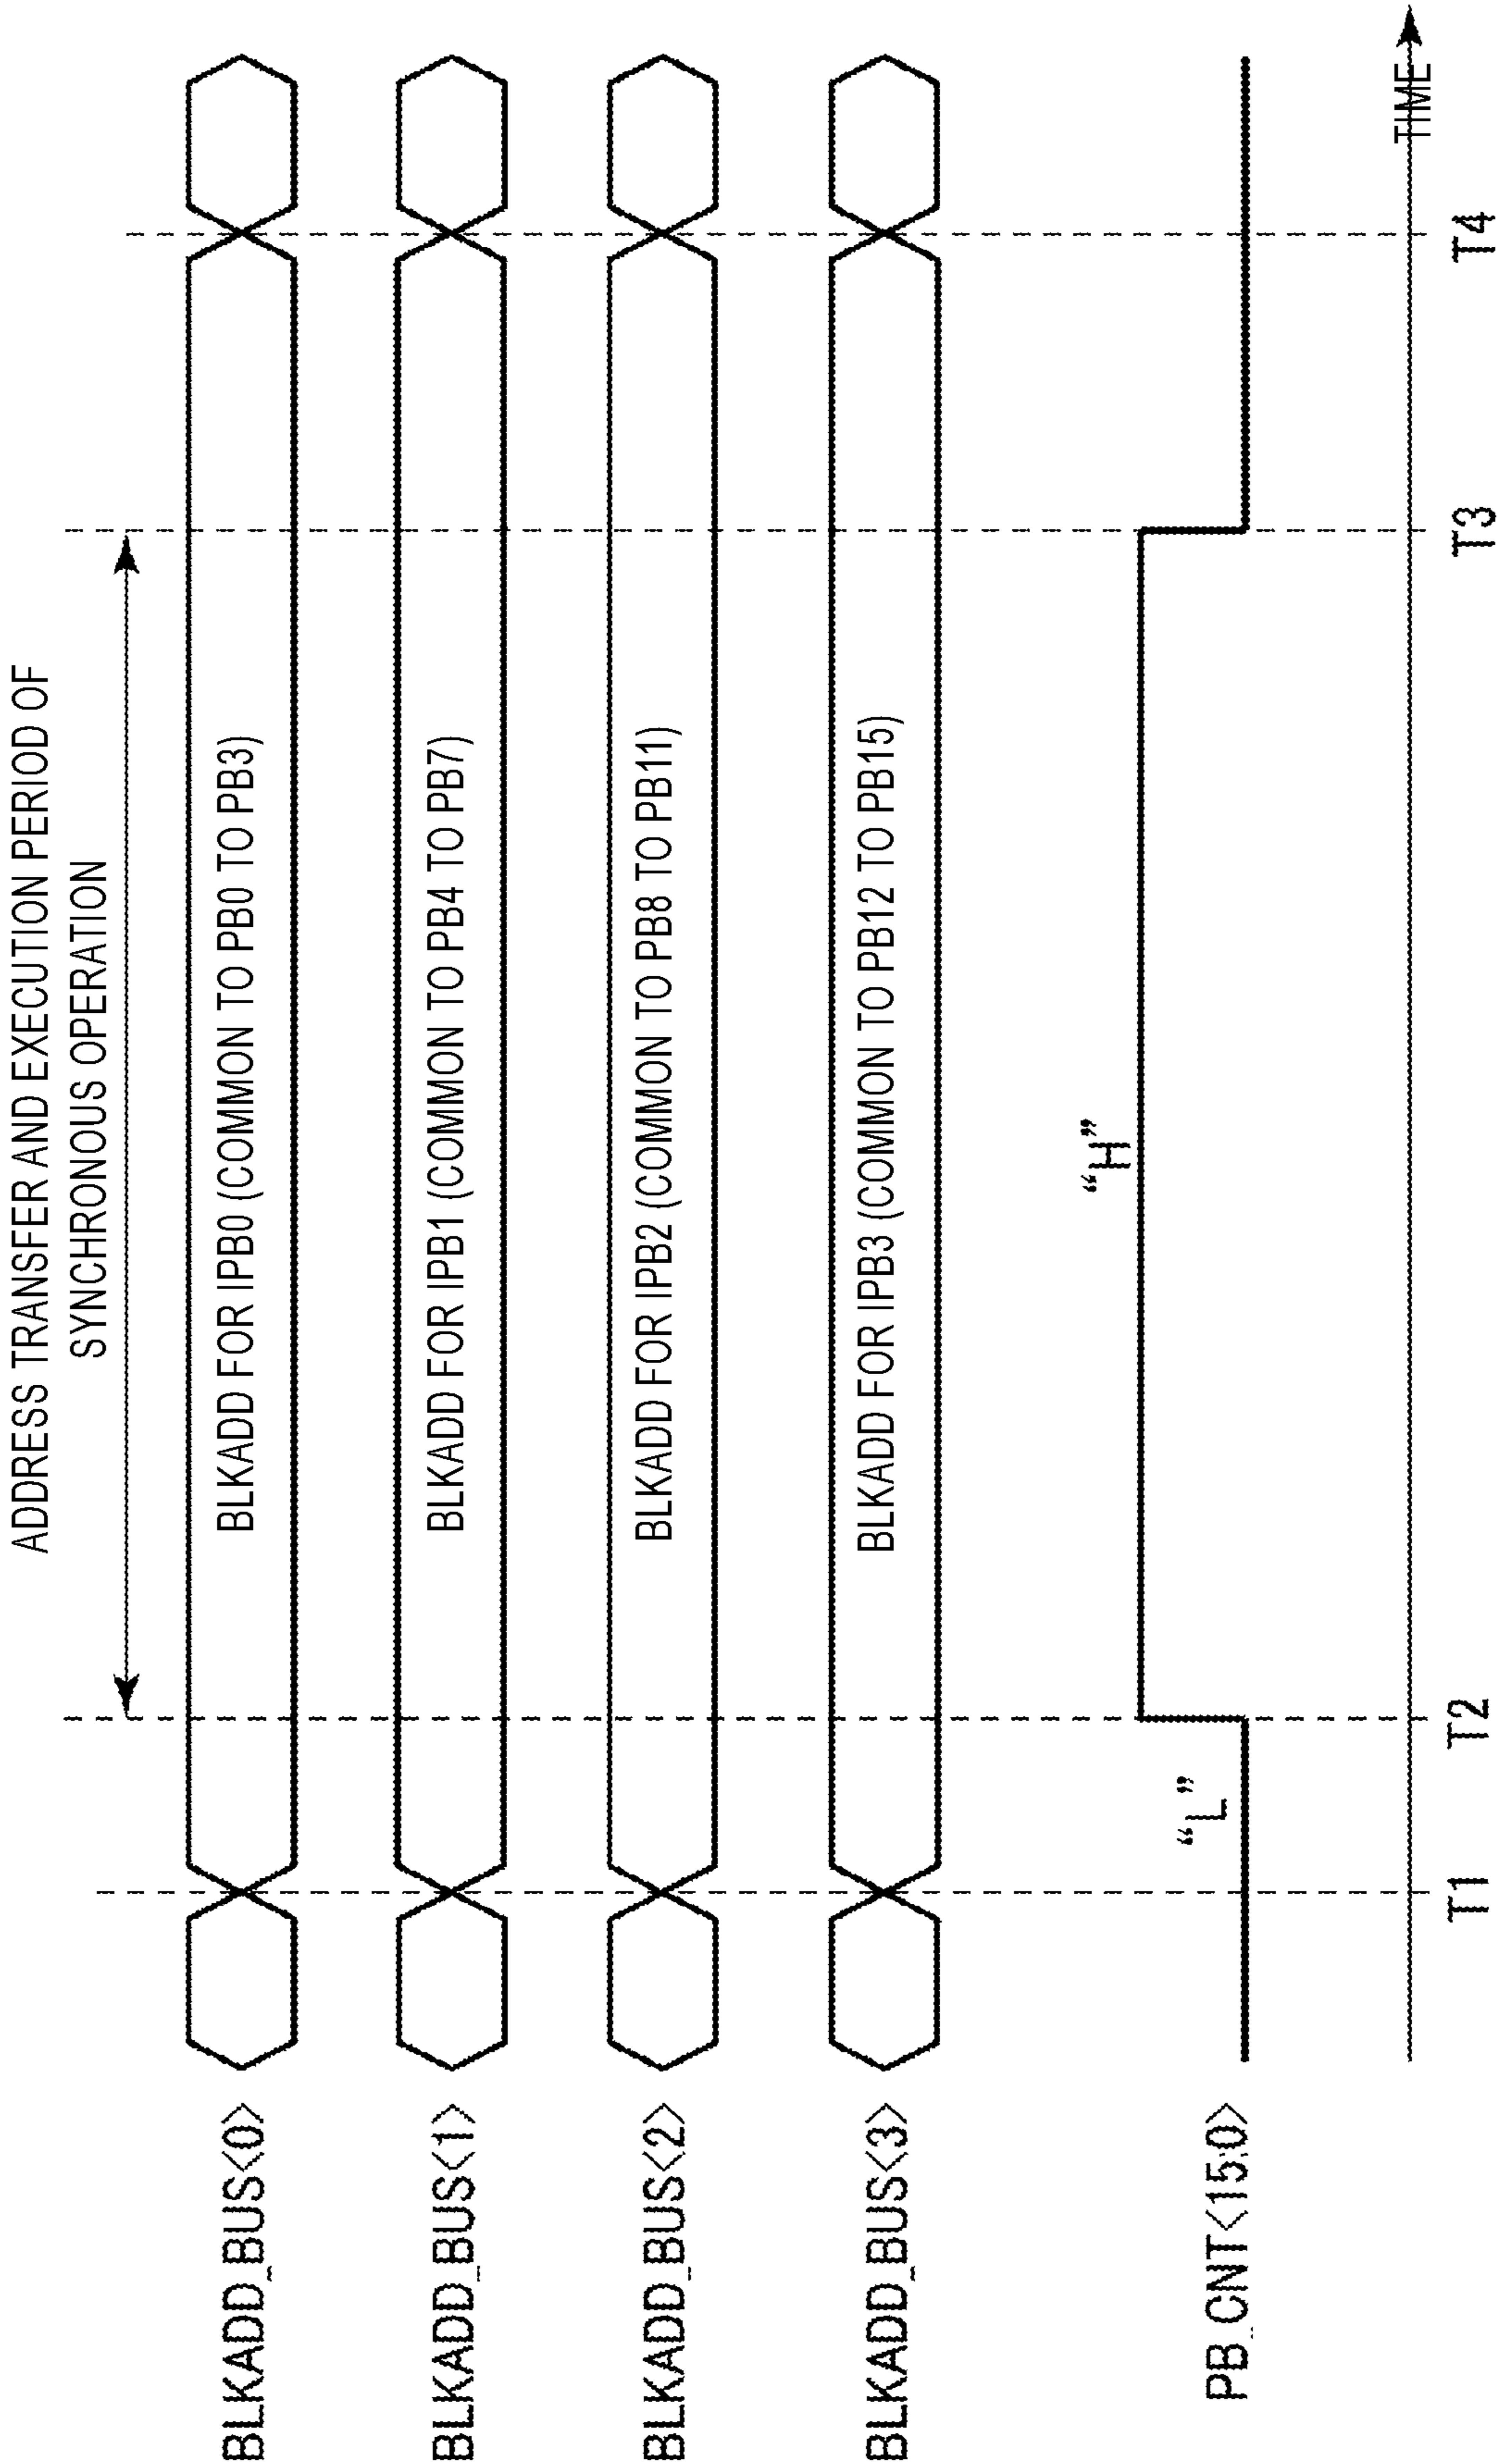 ADDRESS TRANSFER AND EXECUTION PERIOD OF
SYNCHRONOUS OPERATION
BLKADD_BUS<0>
BLKADD FOR IPB0 (COMMON TO PB0 TO PB3)
BLKADD_BUS<1>
BLKADD FOR IPB1 (COMMON TO PB4 TO PB7)
BLKADD_BUS<2>
BLKADD FOR IPB2 (COMMON TO PB8 TO PB11)
BLKADD_BUS<3>
BLKADD FOR IPB3 (COMMON TO PB12 TO PB15)
PB_CNT<15:0>
“L”
“H”
TIME
T1
T2
T3
T4